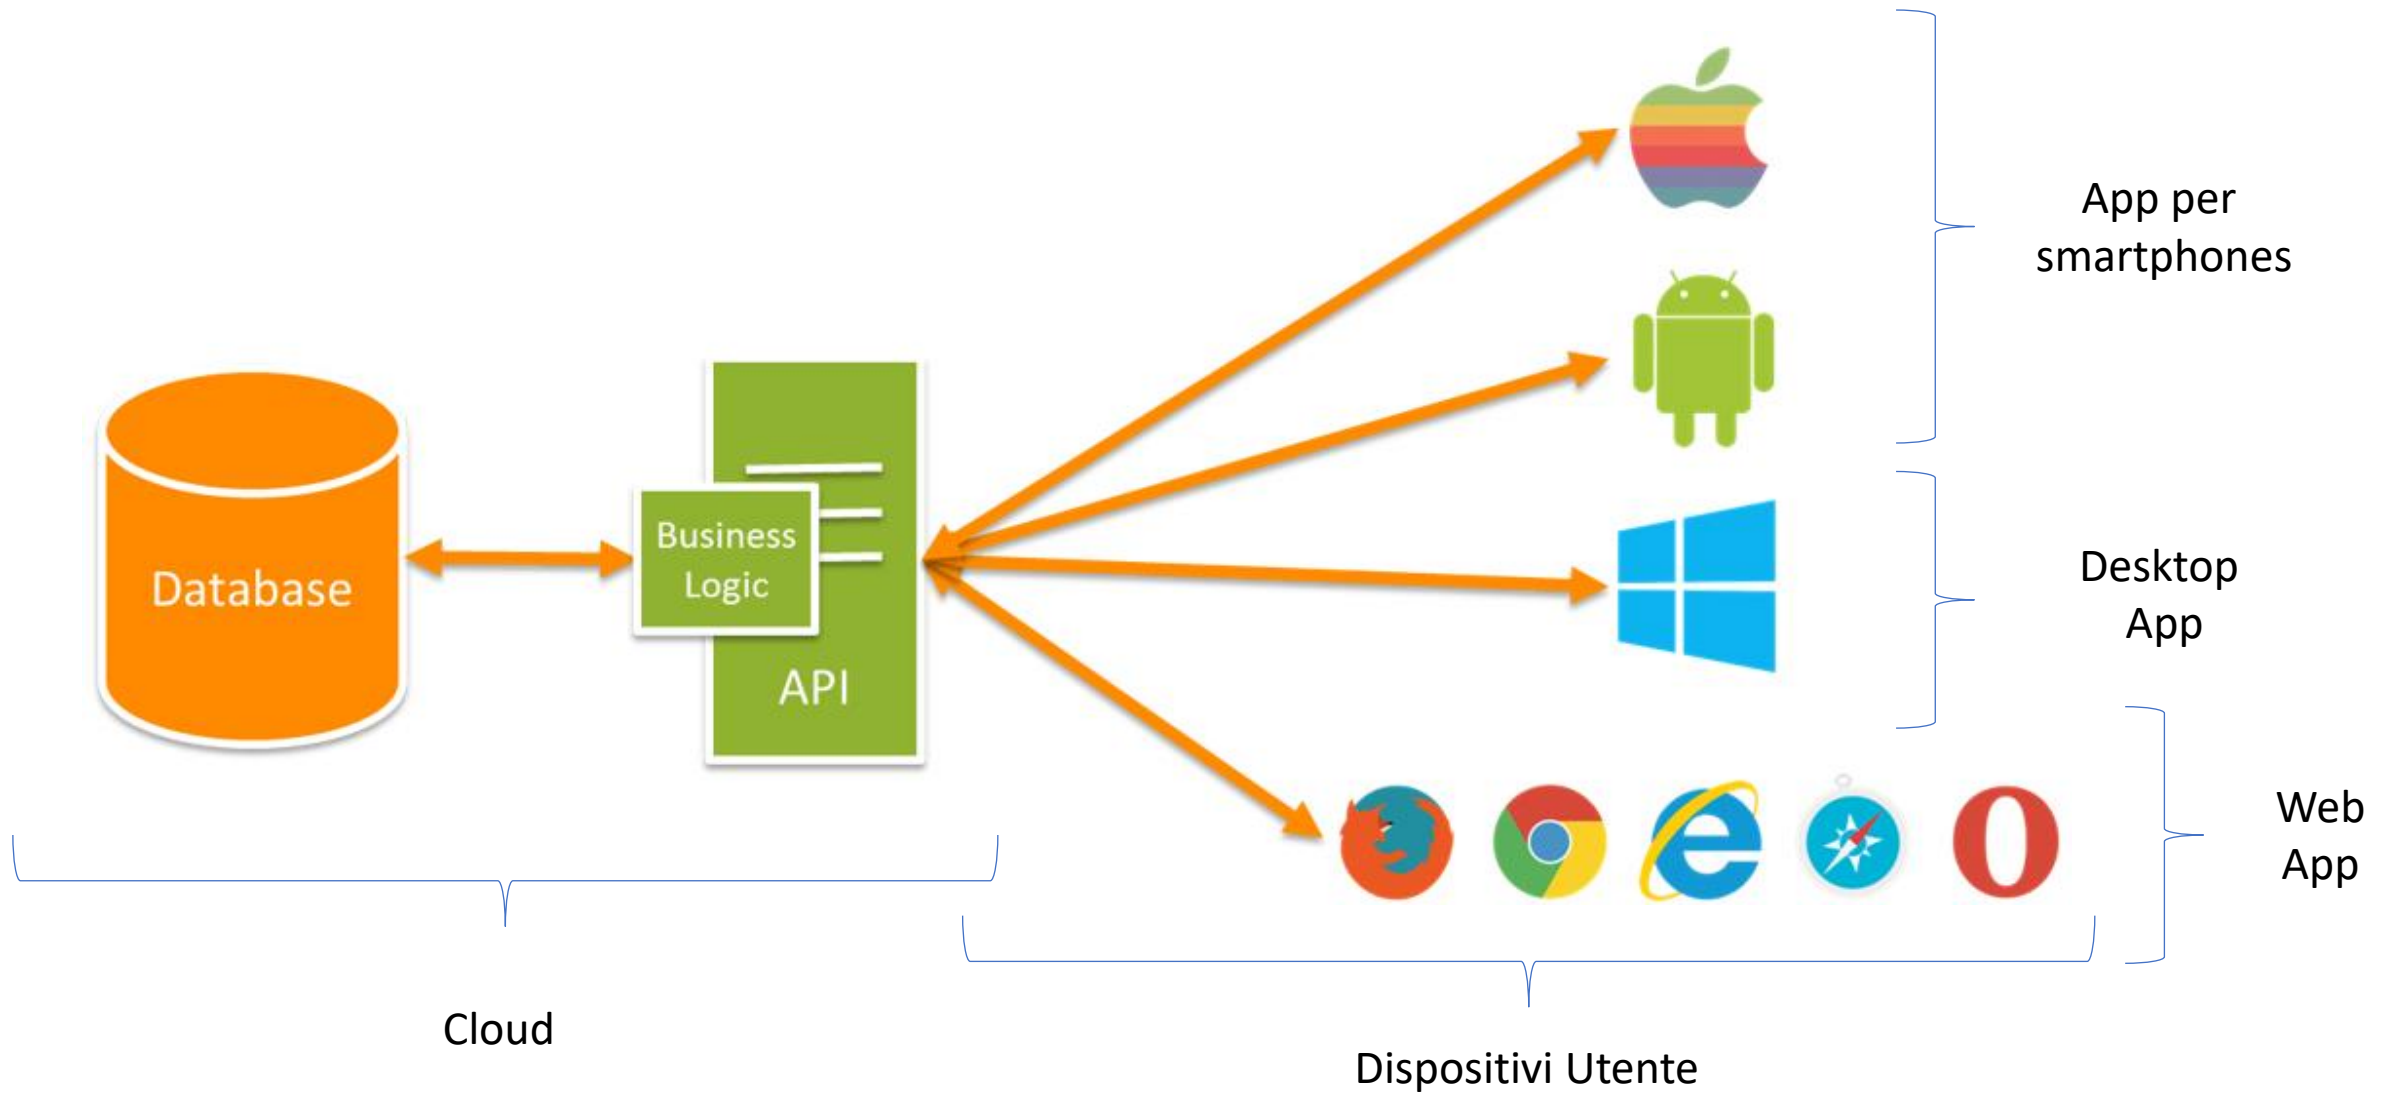 App per
smartphones
Database
Business
Logic
API
Desktop
App
Web
App
Cloud
Dispositivi Utente